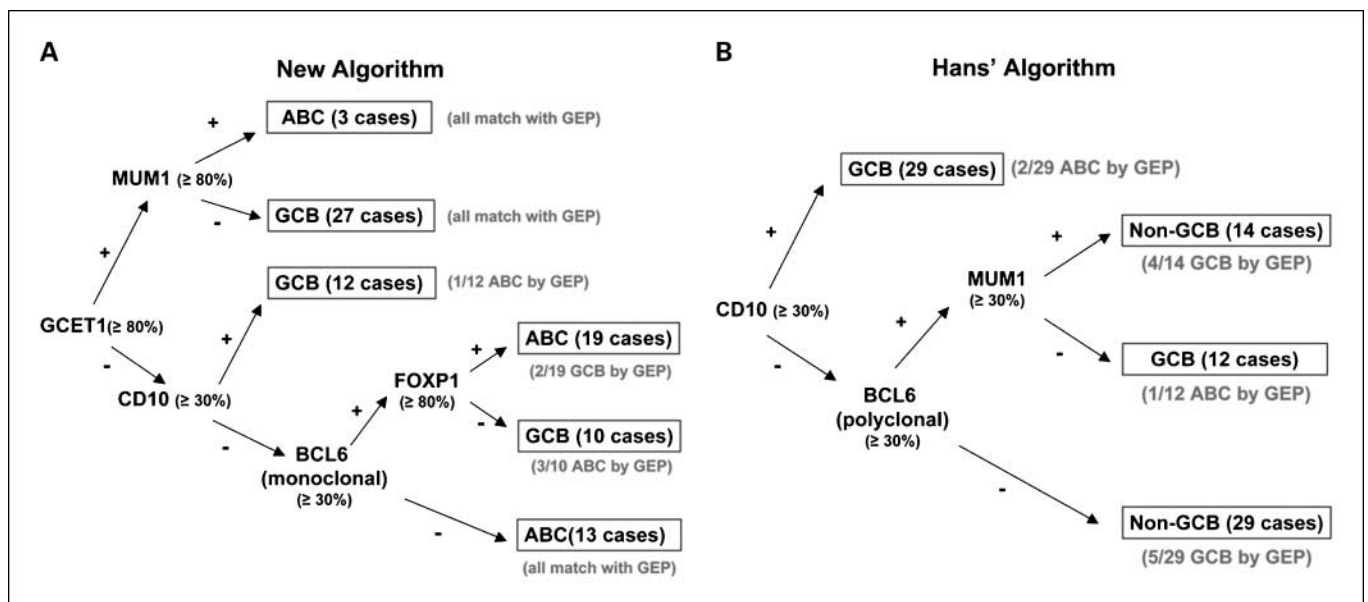 A
New Algorithm
+
ABC (3 cases) (all match with GEP)
MUM1 (≥ 80%)
-
GCB (27 cases) (all match with GEP)
+
GCB (12 cases) (1/12 ABC by GEP)
GCET1(≥ 80%)
+
-
CD10 (≥ 30%)
ABC (19 cases)
+
(2/19 GCB by GEP)
FOXP1
(≥ 80%)
+
-
GCB (10 cases)
(3/10 ABC by GEP)
-
BCL6
(monoclonal)
(≥ 30%)
-
ABC(13 cases)
(all match with GEP)
B
Hans' Algorithm
GCB (29 cases) (2/29 ABC by GEP)
+
Non-GCB (14 cases)
+
(4/14 GCB by GEP)
MUM1
(≥ 30%)
CD10 (≥ 30%)
+
-
GCB (12 cases)
(1/12 ABC by GEP)
-
BCL6
(polyclonal)
(≥ 30%)
-
Non-GCB (29 cases)
(5/29 GCB by GEP)